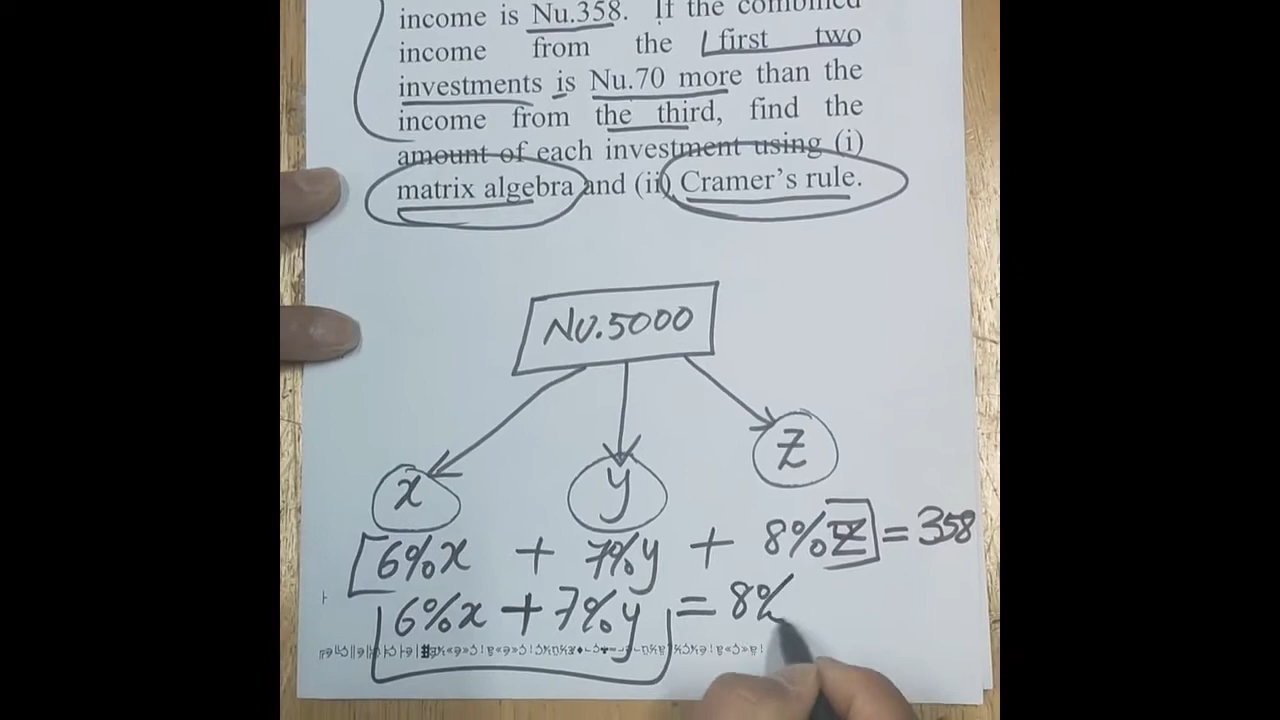 income is Nu.358. If the combined
income from the first two
investments is Nu.70 more than the
income from the third, find the
amount of each investment using (i)
matrix algebra and (ii) Cramer's rule.
NU.5000
x y z
6%x + 7%y + 8%z = 358
6%x + 7%y = 8%